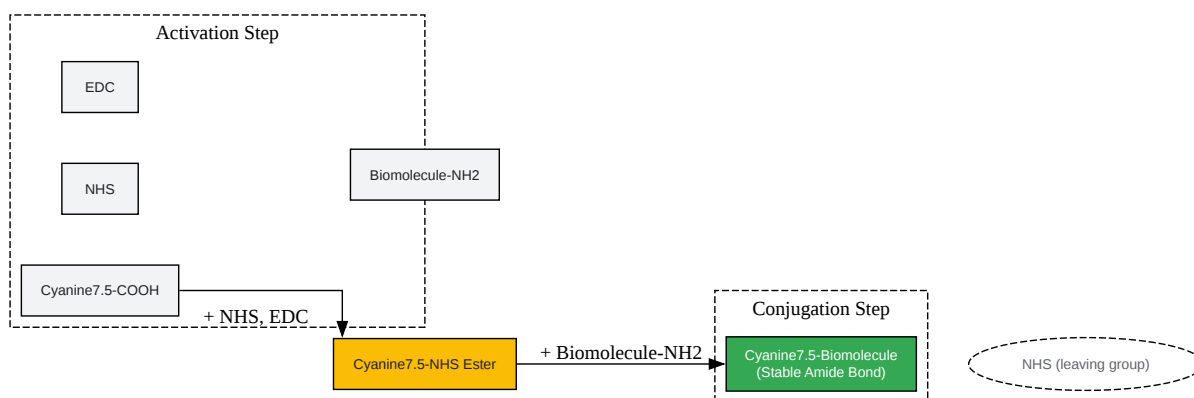 Activation Step
EDC
Biomolecule-NH2
NHS
Cyanine7.5-COOH
+ NHS, EDC
Conjugation Step
Cyanine7.5-NHS Ester
+ Biomolecule-NH2
Cyanine7.5-Biomolecule
(Stable Amide Bond)
NHS (leaving group)